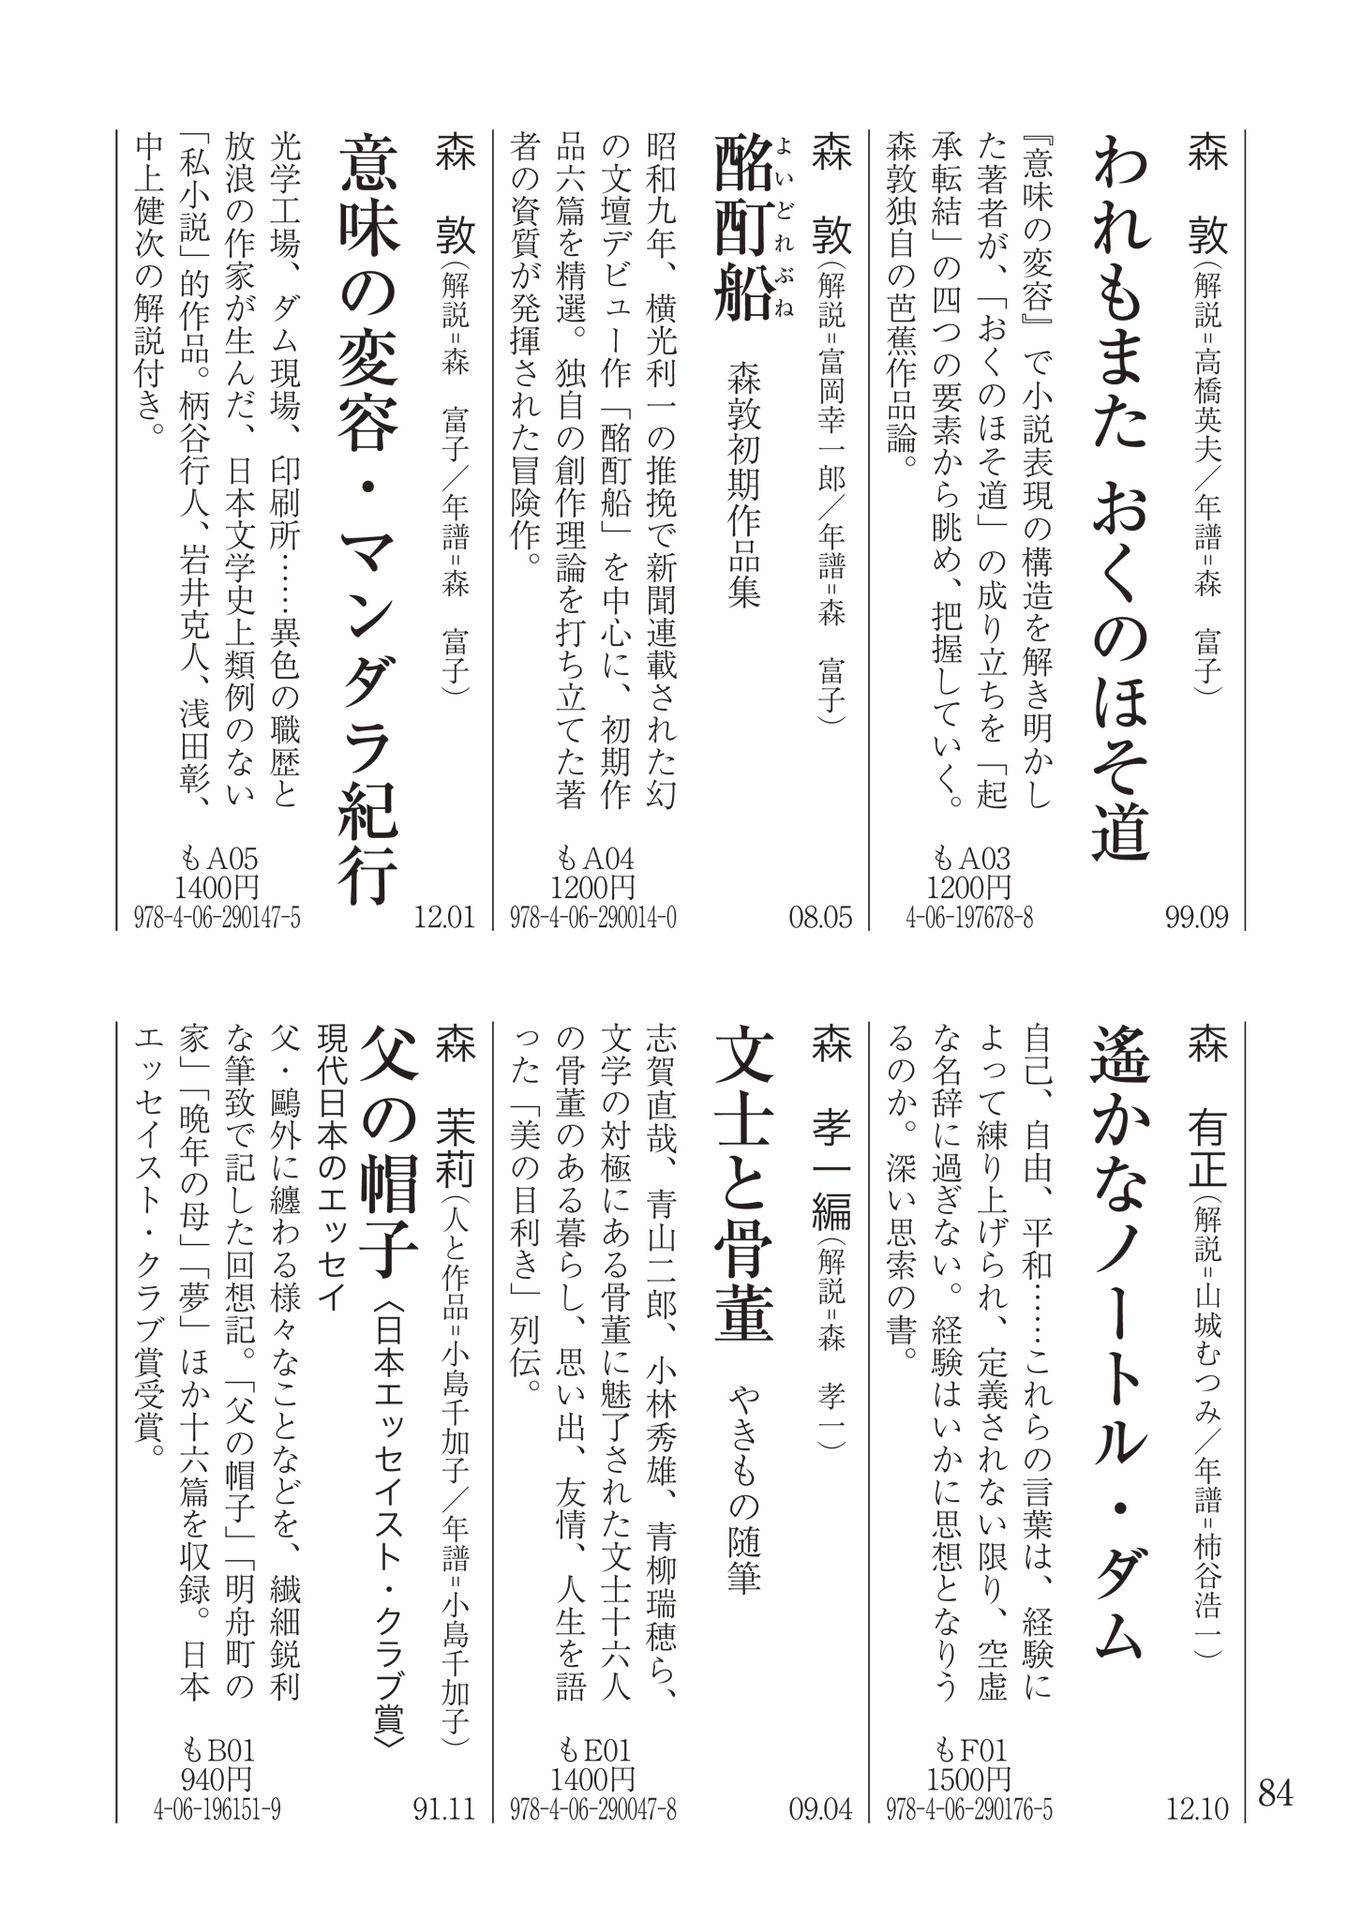 森　敦（解説＝高橋英夫／年譜＝森　富子）
われもまた おくのほそ道
『意味の変容』で小説表現の構造を解き明かし
た著者が、「おくのほそ道」の成り立ちを「起
承転結」の四つの要素から眺め、把握していく。
森敦独自の芭蕉作品論。
もA03
1200円
4-06-197678-8
99.09
森　敦（解説＝富岡幸一郎／年譜＝森　富子）
よいどれぶね
酩酊船　森敦初期作品集
昭和九年、横光利一の推挽で新聞連載された幻
の文壇デビュー作「酩酊船」を中心に、初期作
品六篇を精選。独自の創作理論を打ち立てた著
者の資質が発揮された冒険作。
もA04
1200円
978-4-06-290014-0
08.05
森　敦（解説＝森　富子／年譜＝森　富子）
意味の変容・マンダラ紀行
光学工場、ダム現場、印刷所……異色の職歴と
放浪の作家が生んだ、日本文学史上類例のない
「私小説」的作品。柄谷行人、岩井克人、浅田彰、
中上健次の解説付き。
もA05
1400円
978-4-06-290147-5
12.01
森　有正（解説＝山城むつみ／年譜＝柿谷浩一）
遙かなノートル・ダム
自己、自由、平和……これらの言葉は、経験に
よって練り上げられ、定義されない限り、空虚
な名辞に過ぎない。経験はいかに思想となりう
るのか。深い思索の書。
もF01
1500円
978-4-06-290176-5
12.10
森　孝一編（解説＝森　孝一）
文士と骨董　やきもの随筆
志賀直哉、青山二郎、小林秀雄、青柳瑞穂ら、
文学の対極にある骨董に魅了された文士十六人
の骨董のある暮らし、思い出、友情、人生を語
った「美の目利き」列伝。
もE01
1400円
978-4-06-290047-8
09.04
森　茉莉（人と作品＝小島千加子／年譜＝小島千加子）
父の帽子〈日本エッセイスト・クラブ賞〉
現代日本のエッセイ
父・鷗外に纏わる様々なことなどを、繊細鋭利
な筆致で記した回想記。「父の帽子」「明舟町の
家」「晩年の母」「夢」ほか十六篇を収録。日本
エッセイスト・クラブ賞受賞。
もB01
940円
4-06-196151-9
91.11
84